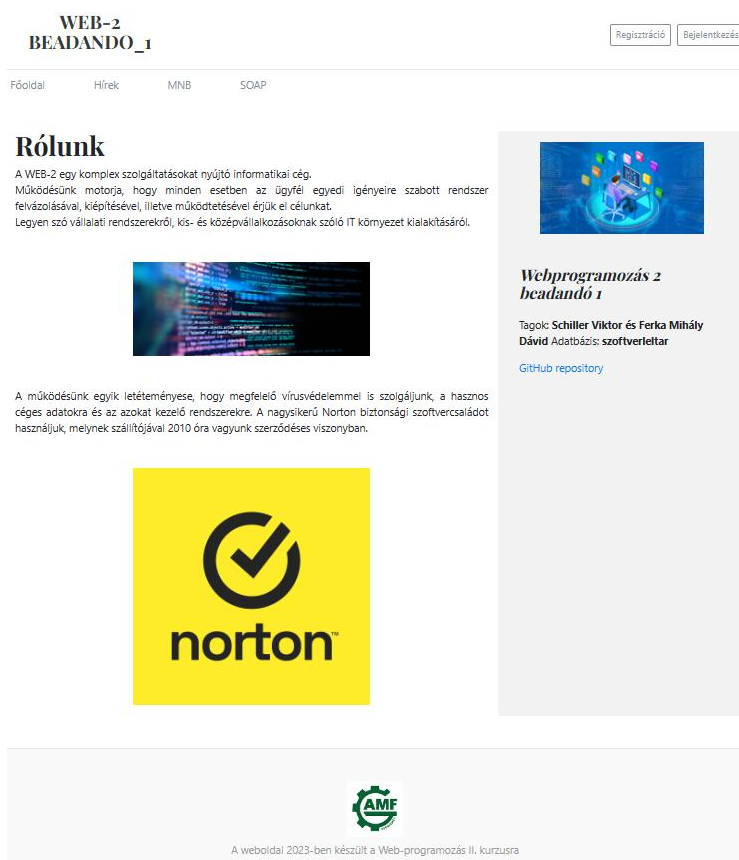 WEB-2
BEADANDO_1
Regisztráció
Bejelentkezés
Főoldal
Hírek
MNB
SOAP
Rólunk
A WEB-2 egy komplex szolgáltatásokat nyújtó informatikai cég.
Működésünk motorja, hogy minden esetben az ügyfél egyedi igényeire szabott rendszer
felvázolásával, kiépítésével, illetve működtetésével érjük el célunkat.
Legyen szó vállalati rendszerekről, kis- és középvállalkozásoknak szóló IT környezet kialakításáról.
A működésünk egyik letéteményese, hogy megfelelő vírusvédelemmel is szolgáljunk, a hasznos
céges adatokra és az azokat kezelő rendszerekre. A nagysikerű Norton biztonsági szoftvercsaládot
használjuk, melynek szállítójával 2010 óra vagyunk szerződéses viszonyban.
norton™
Webprogramozás 2
beadandó 1
Tagok: Schiller Viktor és Ferka Mihály
Dávid Adatbázis: szoftverleltar
GitHub repository
AMF
A weboldal 2023-ben készült a Web-programozás II. kurzusra